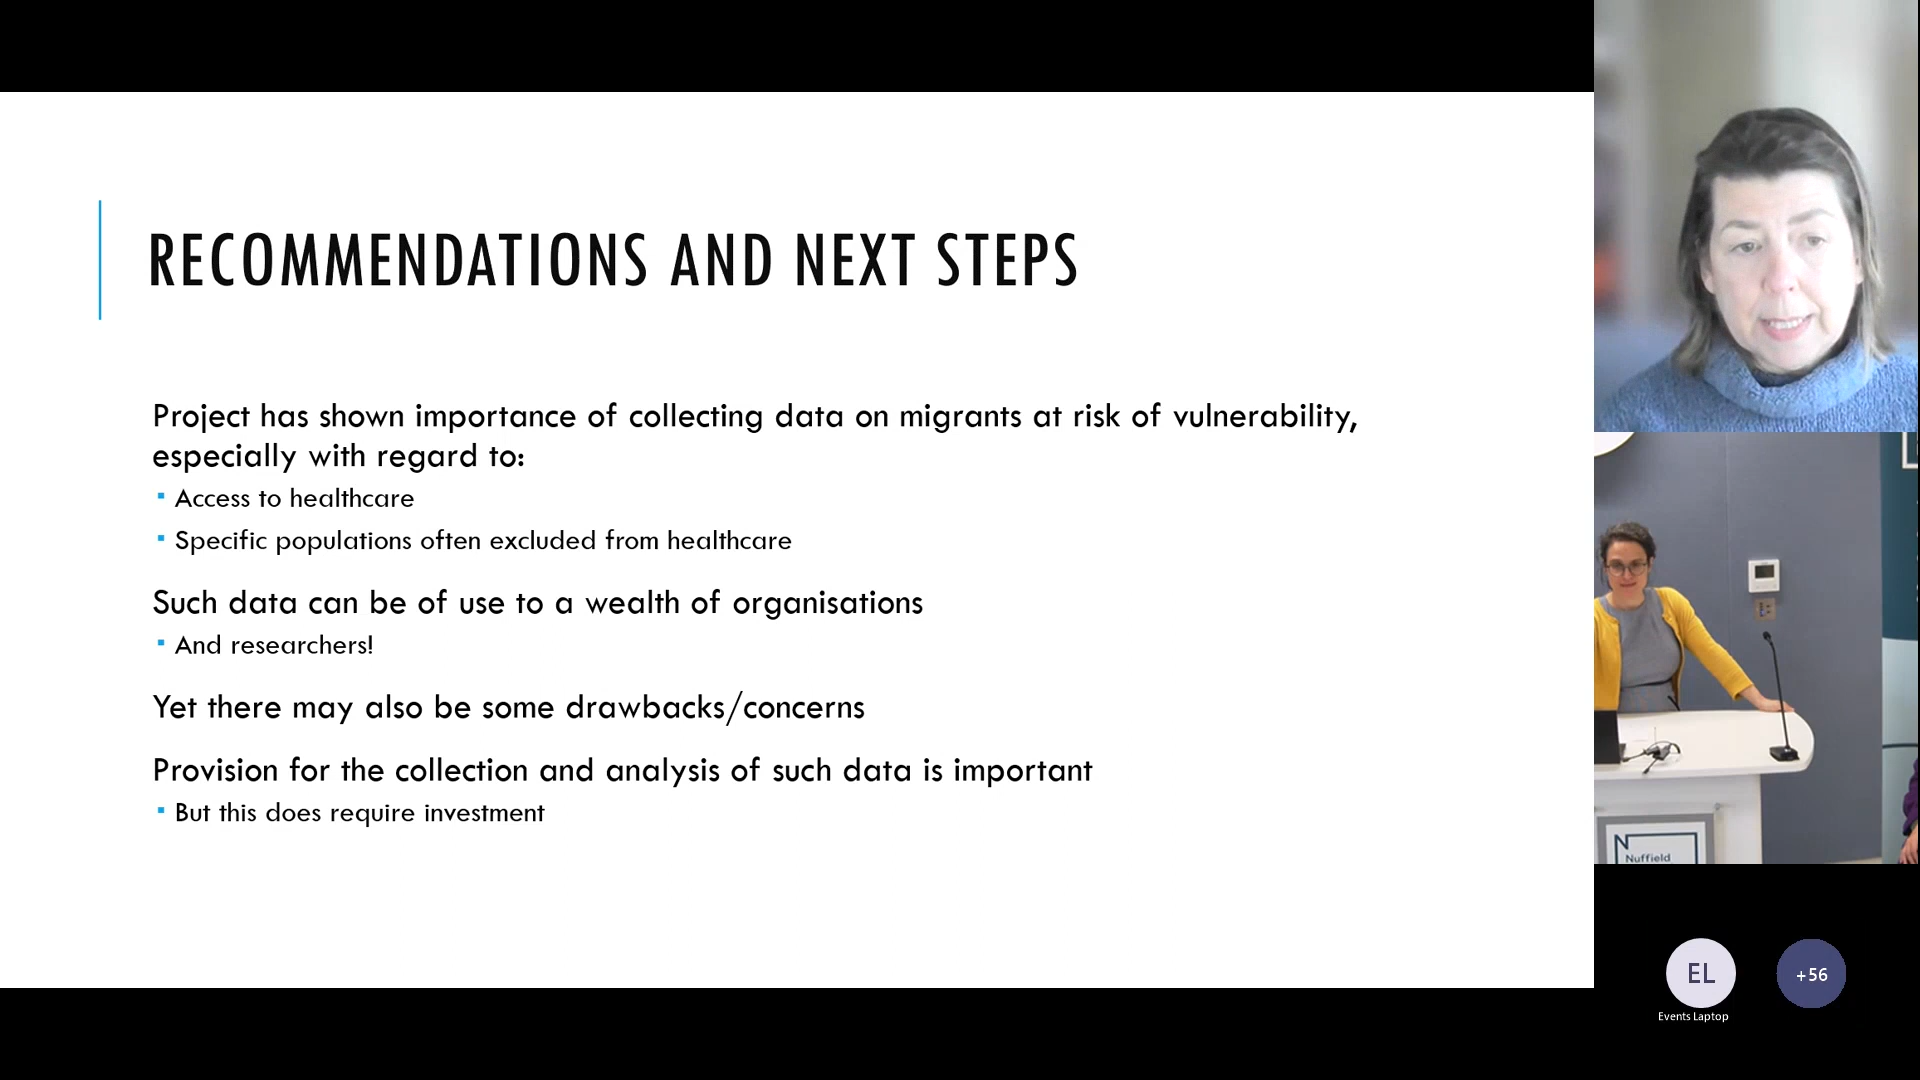 RECOMMENDATIONS AND NEXT STEPS
Project has shown importance of collecting data on migrants at risk of vulnerability,
especially with regard to:
Access to healthcare
Specific populations often excluded from healthcare
Such data can be of use to a wealth of organisations
And researchers!
Yet there may also be some drawbacks/concerns
Provision for the collection and analysis of such data is important
But this does require investment
N
Nuffield
EL
+56
Events Laptop